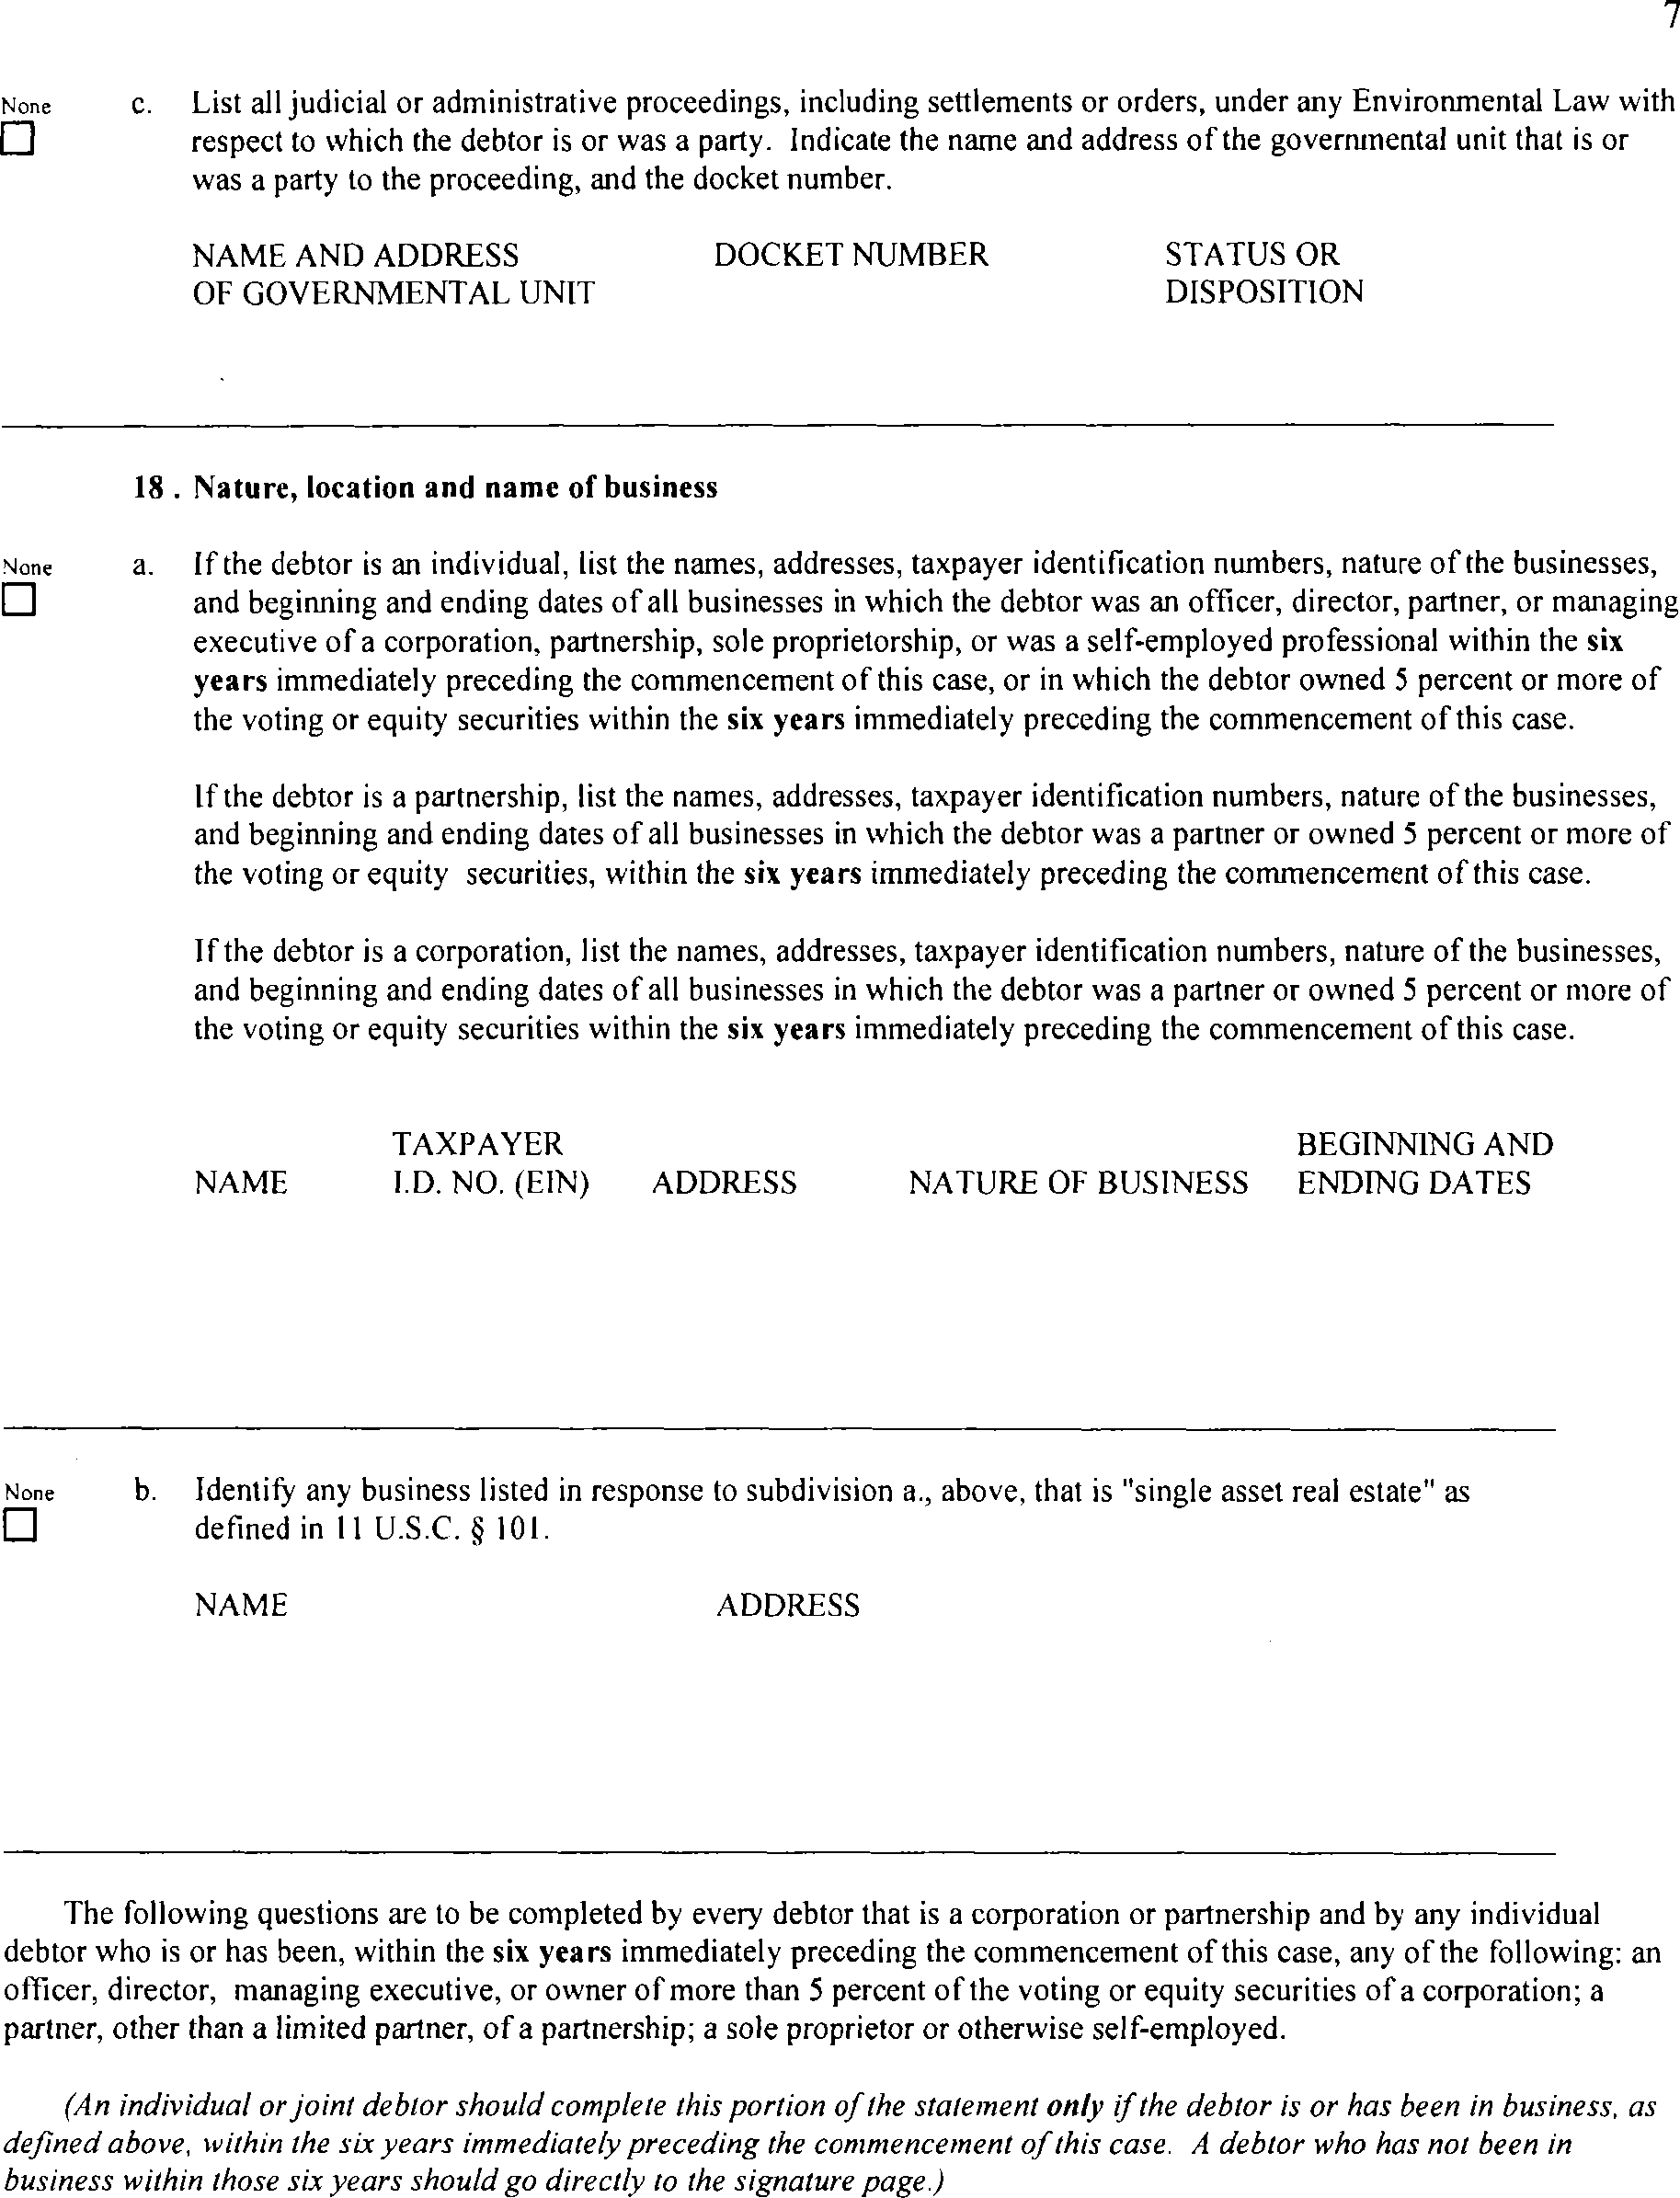 7
None c. List all judicial or administrative proceedings, including settlements or orders, under any Environmental Law with
respect to which the debtor is or was a party. Indicate the name and address of the governmental unit that is or
was a party to the proceeding, and the docket number.
NAME AND ADDRESS DOCKET NUMBER STATUS OR
OF GOVERNMENTAL UNIT DISPOSITION
18 . Nature, location and name of business
None a. If the debtor is an individual, list the names, addresses, taxpayer identification numbers, nature of the businesses,
and beginning and ending dates of all businesses in which the debtor was an officer, director, partner, or managing
executive of a corporation, partnership, sole proprietorship, or was a self-employed professional within the six
years immediately preceding the commencement of this case, or in which the debtor owned 5 percent or more of
the voting or equity securities within the six years immediately preceding the commencement of this case.
If the debtor is a partnership, list the names, addresses, taxpayer identification numbers, nature of the businesses,
and beginning and ending dates of all businesses in which the debtor was a partner or owned 5 percent or more of
the voting or equity securities, within the six years immediately preceding the commencement of this case.
If the debtor is a corporation, list the names, addresses, taxpayer identification numbers, nature of the businesses,
and beginning and ending dates of all businesses in which the debtor was a partner or owned 5 percent or more of
the voting or equity securities within the six years immediately preceding the commencement of this case.
TAXPAYER BEGINNING AND
NAME I.D. NO. (EIN) ADDRESS NATURE OF BUSINESS ENDING DATES
None b. Identify any business listed in response to subdivision a., above, that is "single asset real estate" as
defined in 11 U.S.C. § 101.
NAME ADDRESS
The following questions are to be completed by every debtor that is a corporation or partnership and by any individual
debtor who is or has been, within the six years immediately preceding the commencement of this case, any of the following: an
officer, director, managing executive, or owner of more than 5 percent of the voting or equity securities of a corporation; a
partner, other than a limited partner, of a partnership; a sole proprietor or otherwise self-employed.
(An individual or joint debtor should complete this portion of the statement only if the debtor is or has been in business, as
defined above, within the six years immediately preceding the commencement of this case. A debtor who has not been in
business within those six years should go directly to the signature page.)